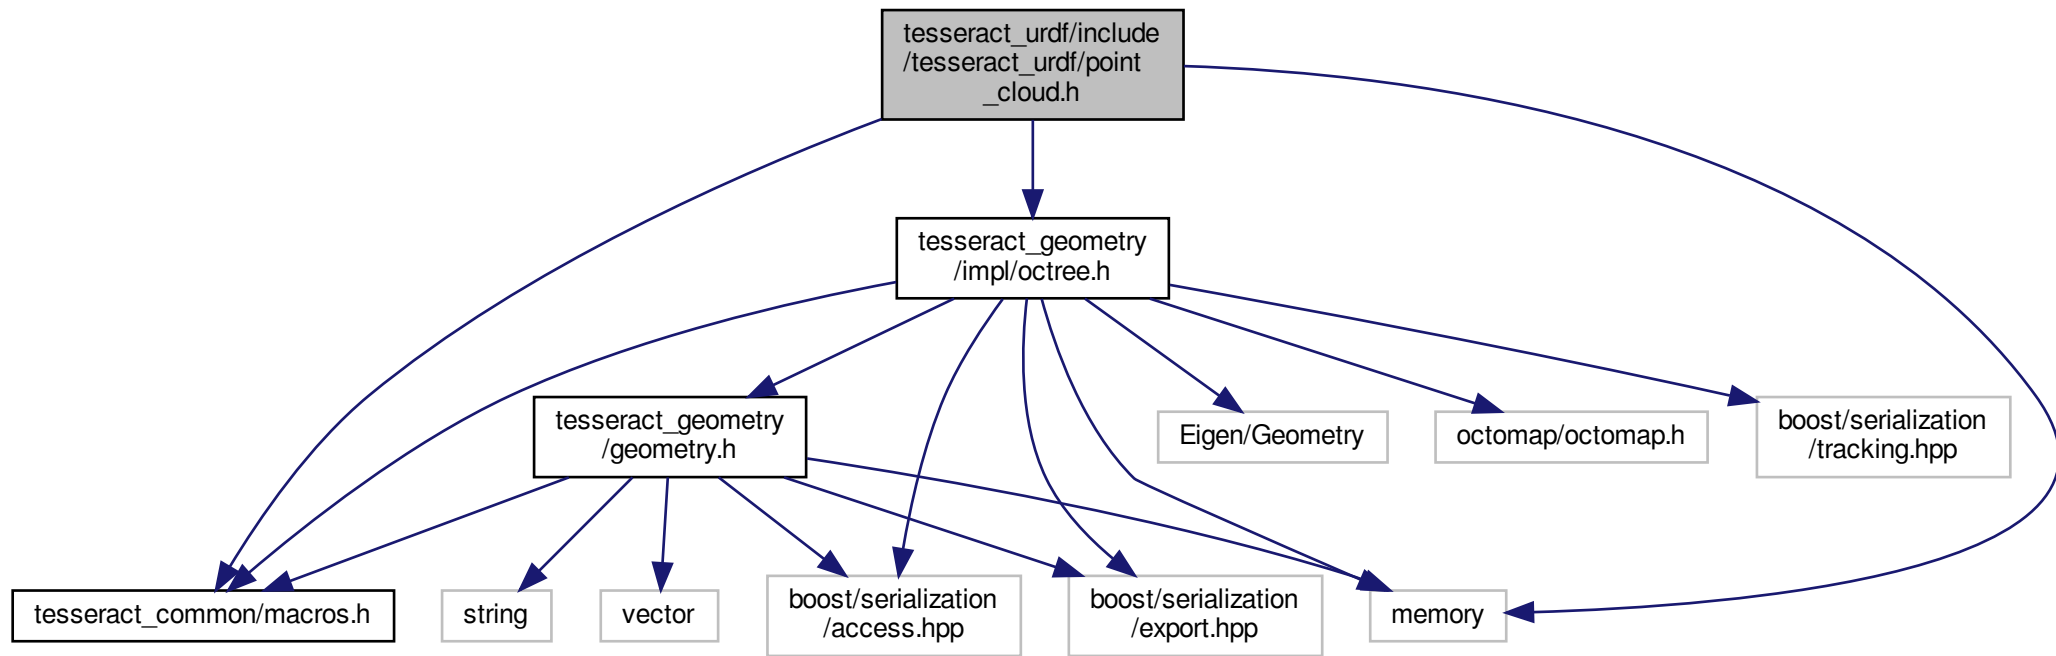 tesseract_urdf/include
/tesseract_urdf/point
_cloud.h
tesseract_geometry
/impl/octree.h
tesseract_geometry
/geometry.h
Eigen/Geometry
octomap/octomap.h
boost/serialization
/tracking.hpp
tesseract_common/macros.h
string
vector
boost/serialization
/access.hpp
boost/serialization
/export.hpp
memory